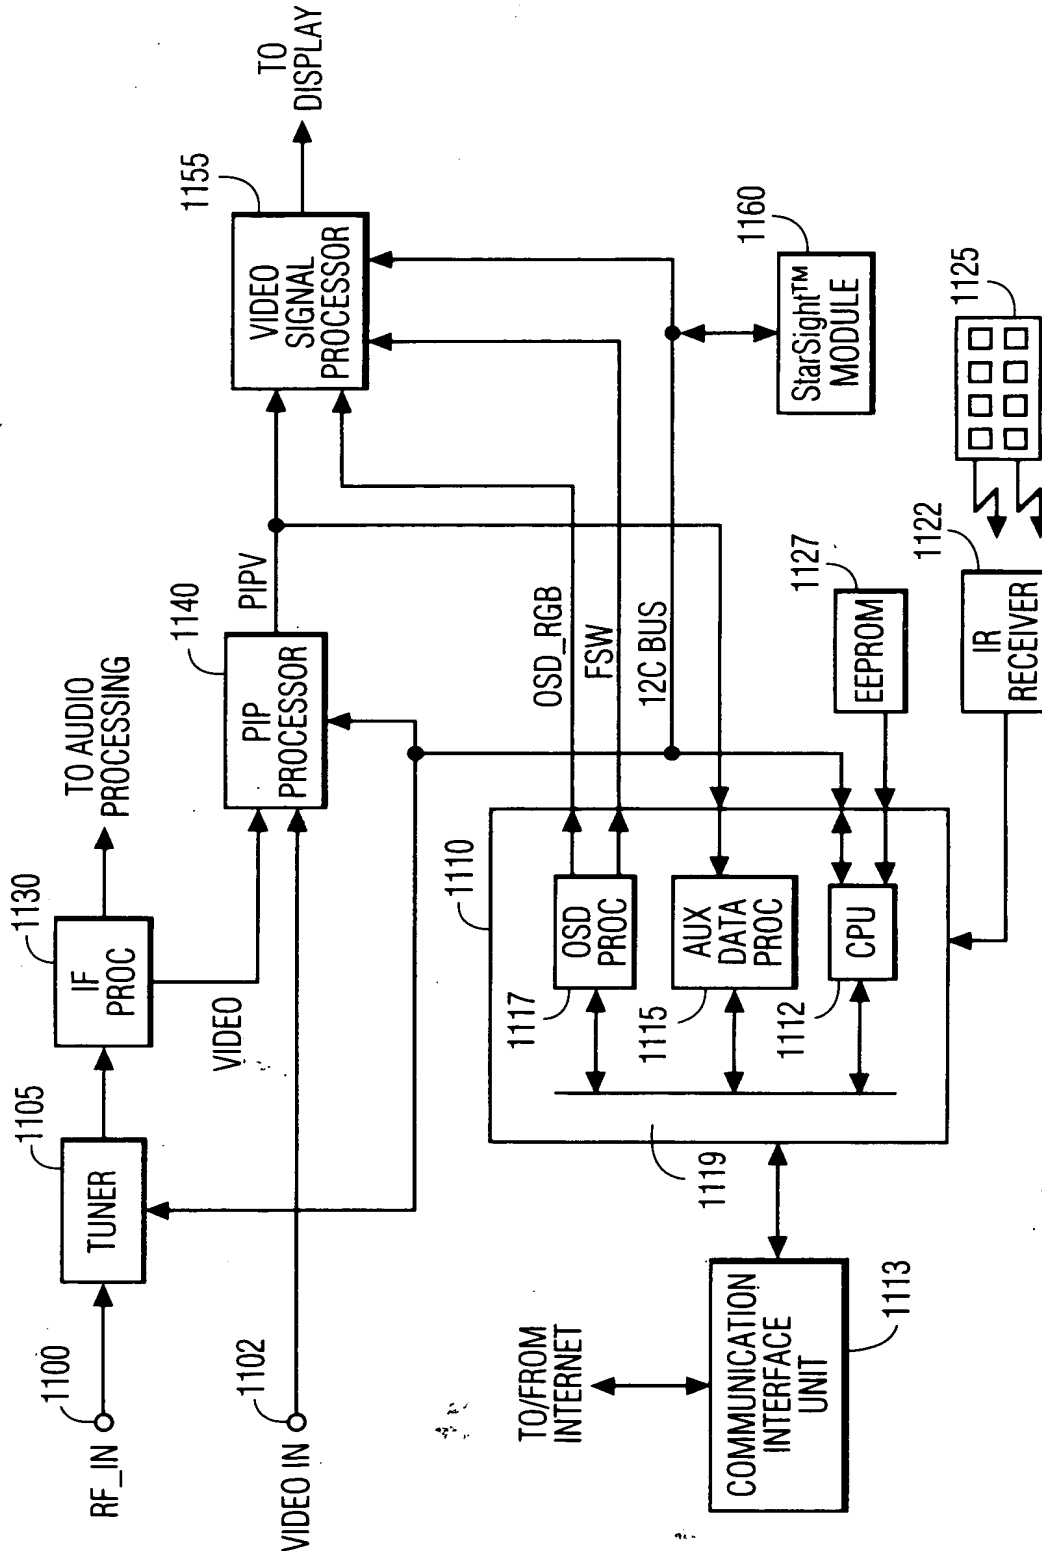 RF_IN
1100
TUNER
1105
IF
PROC
1130
TO AUDIO
PROCESSING
VIDEO
VIDEO IN
1102
PIP
PROCESSOR
1140
PIPV
VIDEO
SIGNAL
PROCESSOR
1155
TO
DISPLAY
OSD_RGB
FSW
12C BUS
StarSight™
MODULE
1160
1110
OSD
PROC
1117
AUX
DATA
PROC
1115
CPU
1112
1119
EEPROM
1127
IR
RECEIVER
1122
1125
TO/FROM
INTERNET
COMMUNICATION
INTERFACE
UNIT
1113